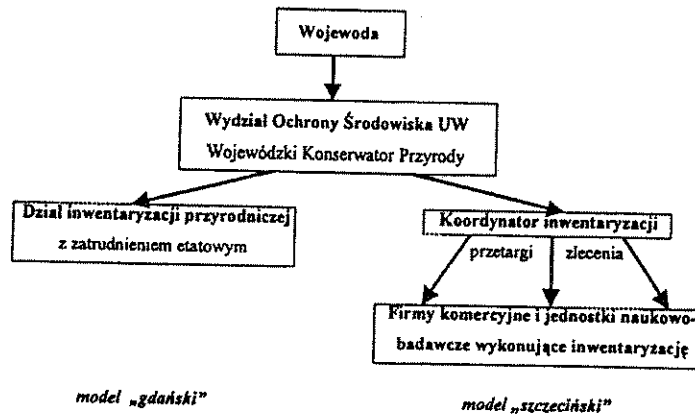 Wojewoda
Wydział Ochrony Środowiska UW
Wojewódzki Konserwator Przyrody
Dział inwentaryzacji przyrodniczej
z zatrudnieniem etatowym
Koordynator inwentaryzacji
przetargi zlecenia
Firmy komercyjne i jednostki naukowo-
badawcze wykonujące inwentaryzację
model „gdański”
model „szczeciński”